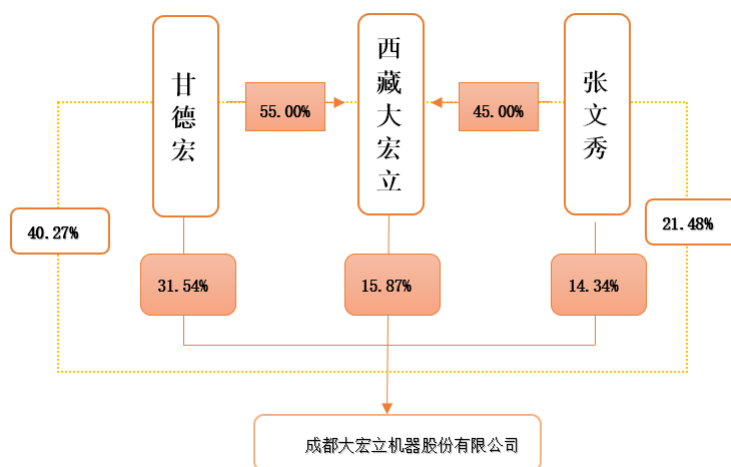 甘德宏
西藏大宏立
张文秀
55.00%
45.00%
40.27%
21.48%
31.54%
15.87%
14.34%
成都大宏立机器股份有限公司